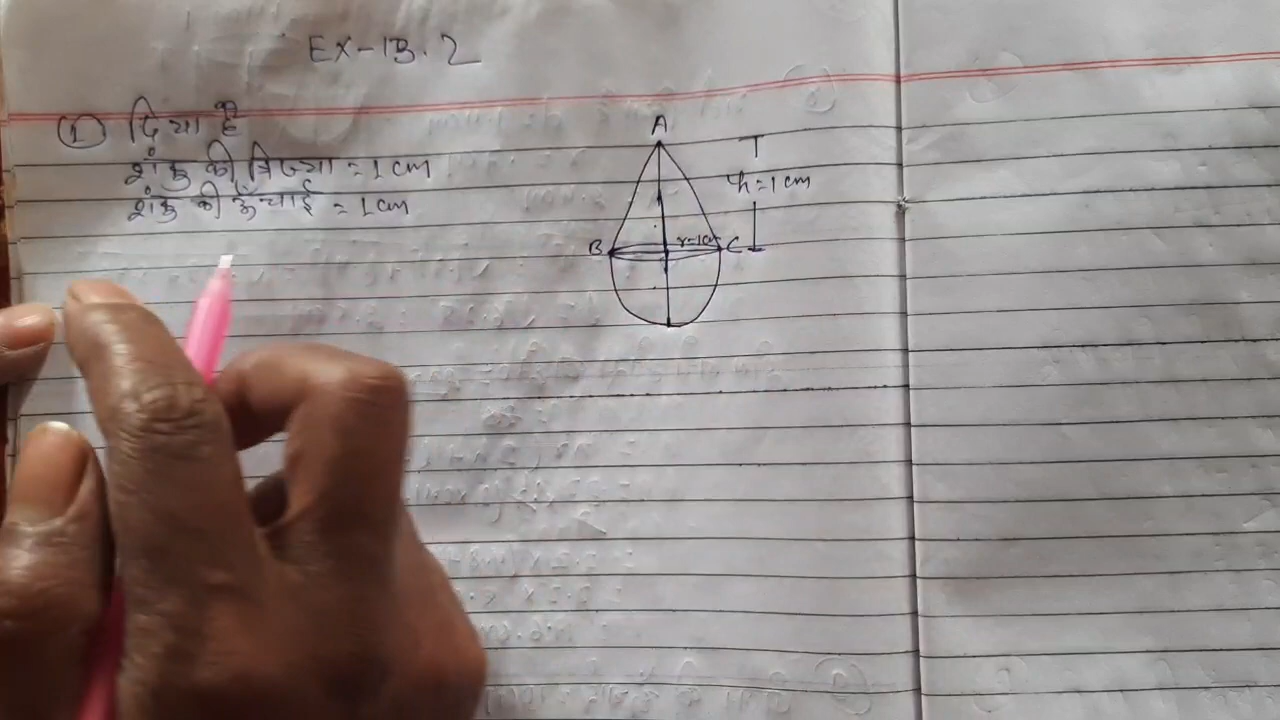 Ex-13.2
① दिया है
शंकु की त्रिज्या = 1 cm
शंकु की ऊँचाई = 1 cm
A
h = 1 cm
B
r=1cm
C